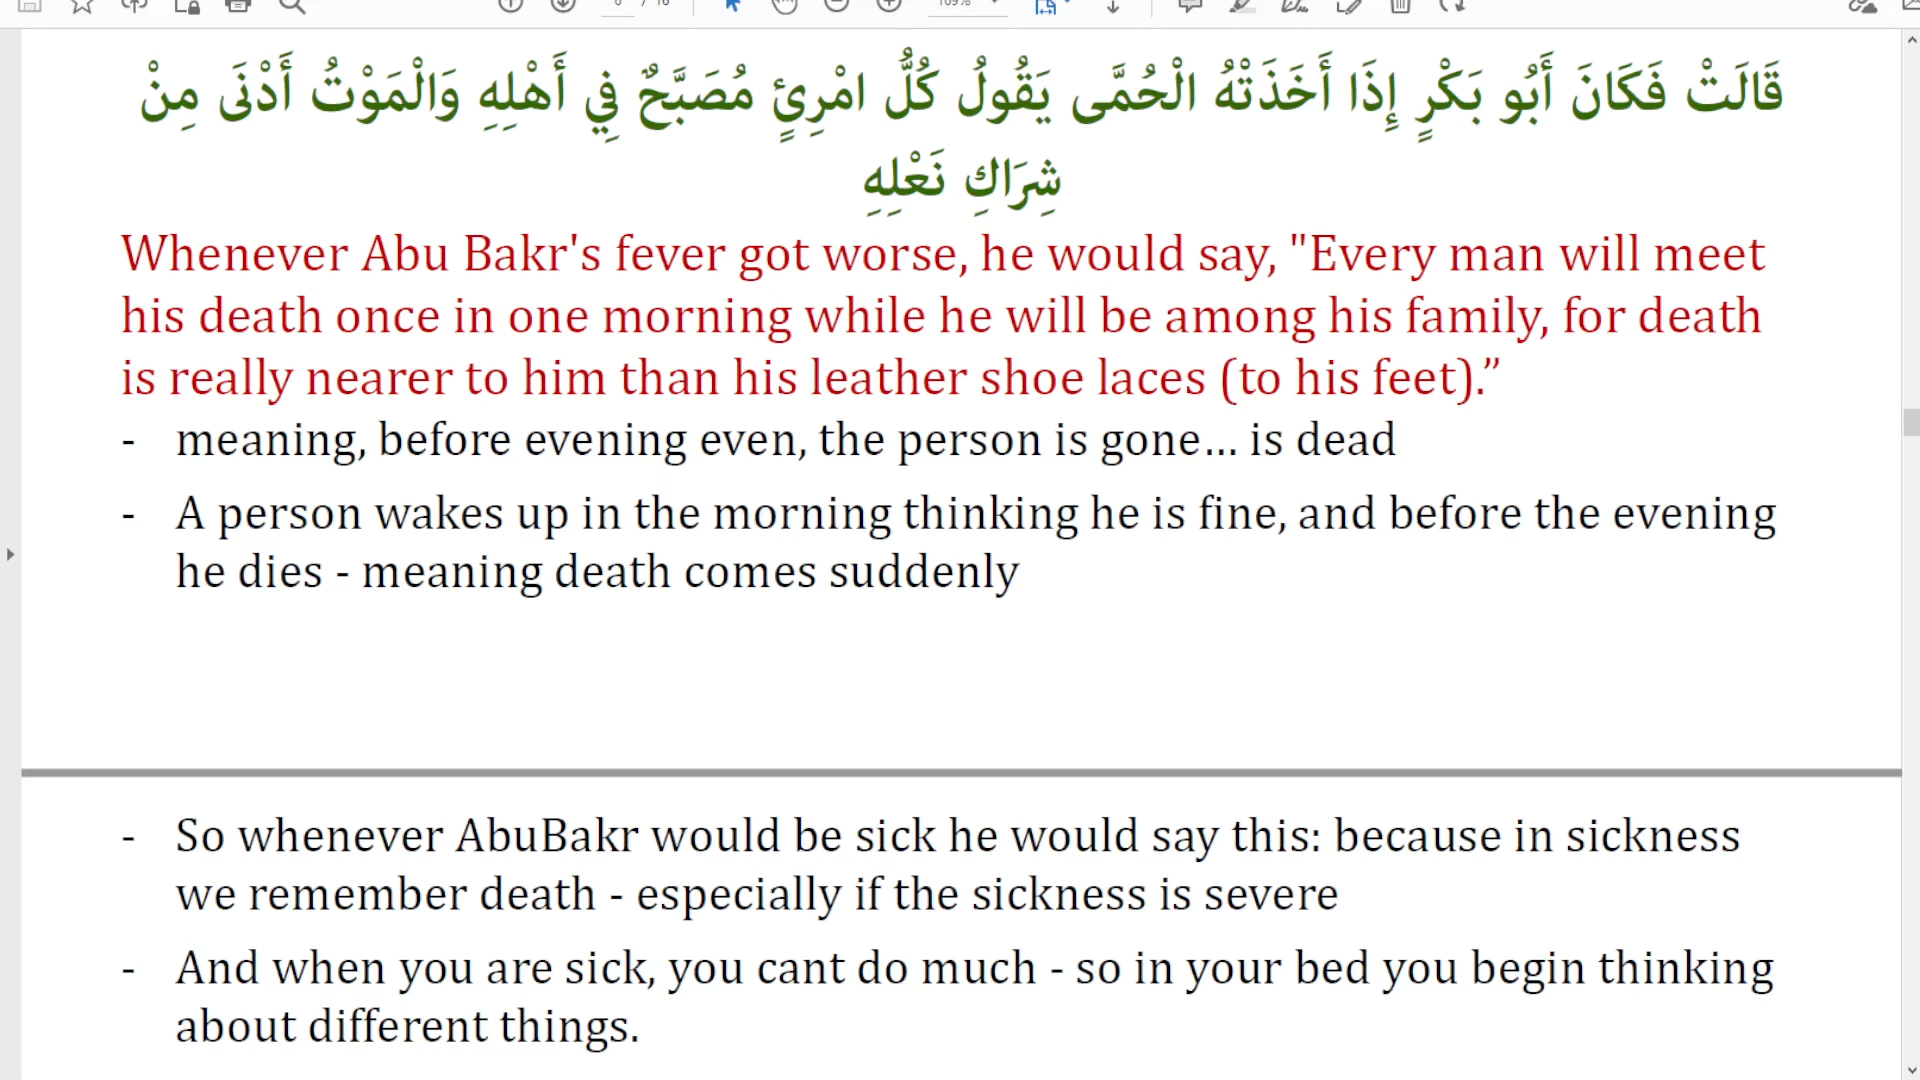 قَالَتْ فَكَانَ أَبُو بَكْرٍ إِذَا أَخَذَتْهُ الْحُمَّى يَقُولُ كُلُّ امْرِئٍ مُصَبَّحٌ فِي أَهْلِهِ وَالْمَوْتُ أَدْنَى مِنْ
شِرَاكِ نَعْلِهِ
Whenever Abu Bakr's fever got worse, he would say, "Every man will meet
his death once in one morning while he will be among his family, for death
is really nearer to him than his leather shoe laces (to his feet).”
- meaning, before evening even, the person is gone... is dead
- A person wakes up in the morning thinking he is fine, and before the evening
he dies - meaning death comes suddenly
- So whenever AbuBakr would be sick he would say this: because in sickness
we remember death - especially if the sickness is severe
- And when you are sick, you cant do much - so in your bed you begin thinking
about different things.